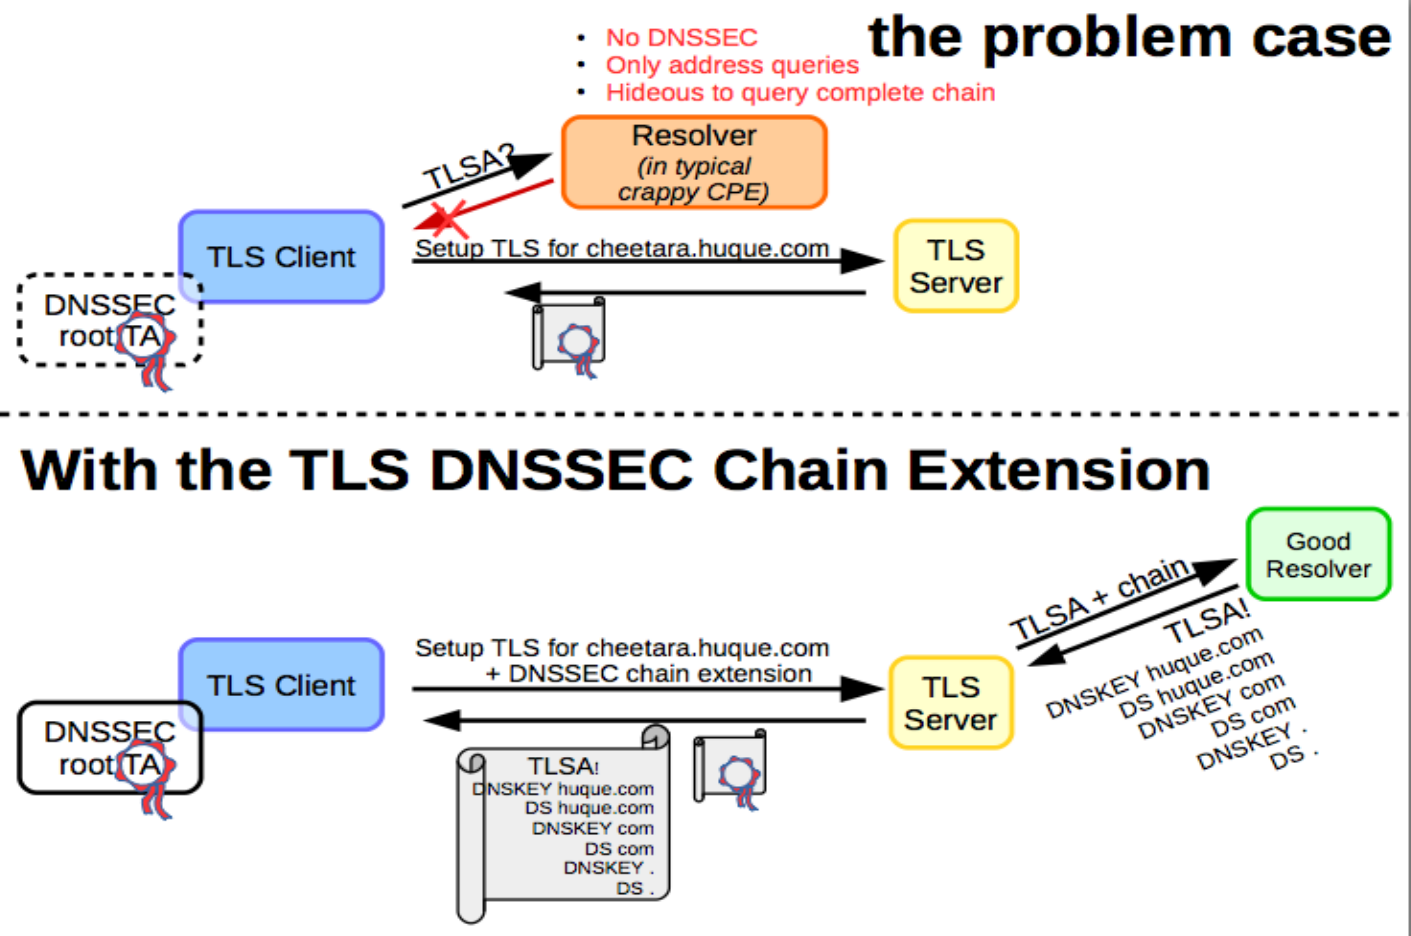 the problem case
• No DNSSEC
• Only address queries
• Hideous to query complete chain
Resolver
(in typical
crappy CPE)
TLSA?
TLS Client
Setup TLS for cheetara.huque.com
TLS
Server
DNSSEC
root TA
With the TLS DNSSEC Chain Extension
Good
Resolver
TLSA + chain
TLSA!
DNSKEY huque.com
DS huque.com
DNSKEY com
DS com
DNSKEY .
DS .
Setup TLS for cheetara.huque.com
+ DNSSEC chain extension
TLS Client
TLS
Server
DNSSEC
root TA
TLSA!
DNSKEY huque.com
DS huque.com
DNSKEY com
DS com
DNSKEY .
DS .